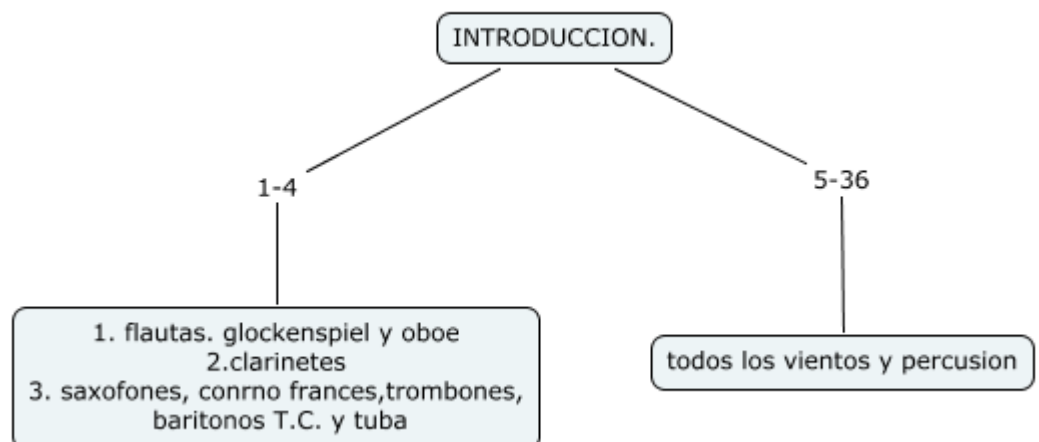 INTRODUCCION.
1-4
5-36
1. flautas. glockenspiel y oboe
2.clarinetes
3. saxofones, conrno frances,trombones,
baritonos T.C. y tuba
todos los vientos y percusion